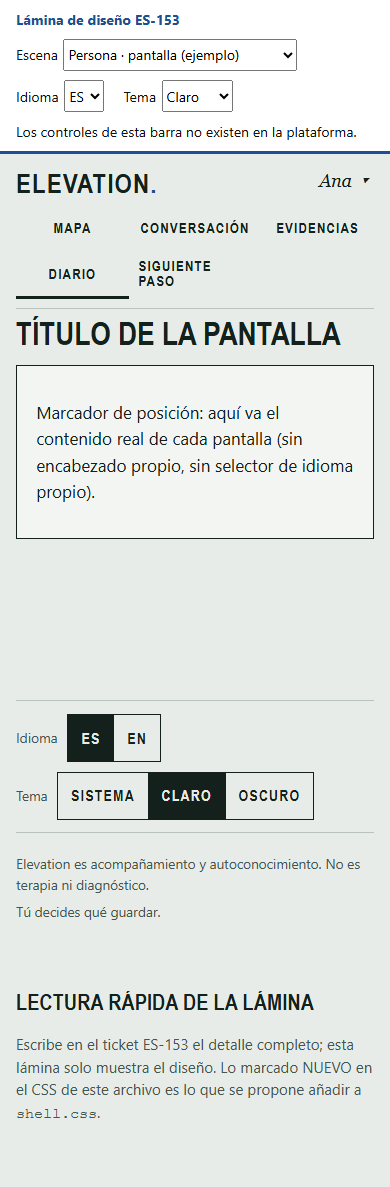 Lámina de diseño ES-153
Escena Persona · pantalla (ejemplo)
Idioma ES Tema Claro
Los controles de esta barra no existen en la plataforma.
ELEVATION. Ana
MAPA CONVERSACIÓN EVIDENCIAS
DIARIO SIGUIENTE
PASO
TÍTULO DE LA PANTALLA
Marcador de posición: aquí va el
contenido real de cada pantalla (sin
encabezado propio, sin selector de idioma
propio).
Idioma ES EN
Tema SISTEMA CLARO OSCURO
Elevation es acompañamiento y autoconocimiento. No es
terapia ni diagnóstico.
Tú decides qué guardar.
LECTURA RÁPIDA DE LA LÁMINA
Escribe en el ticket ES-153 el detalle completo; esta
lámina solo muestra el diseño. Lo marcado NUEVO en
el CSS de este archivo es lo que se propone añadir a
shell.css.